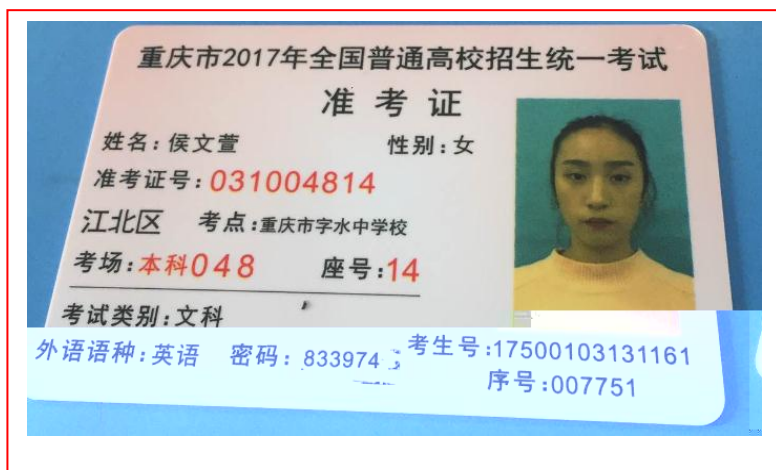 重庆市2017年全国普通高校招生统一考试
准考证
姓名:侯文萱 性别:女
准考证号:031004814
江北区 考点:重庆市字水中学校
考场:本科048 座号:14
考试类别:文科
外语语种:英语 密码:833974 考生号:17500103131161
序号:007751